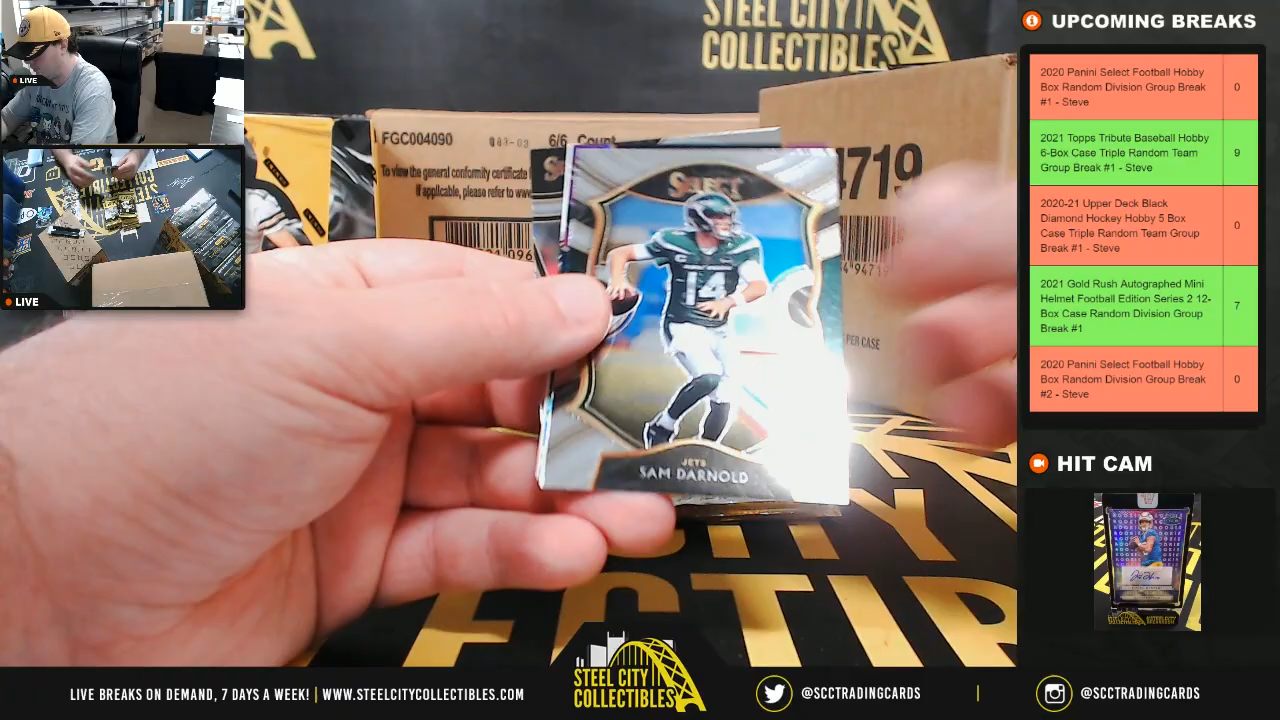 LIVE
LIVE
STEEL CITY
COLLECTIBLES
FGC004090
6/6 Count
To view the general conformity certificate
if applicable, please refer to
4719
PER CASE
SELECT
14
JETS
SAM DARNOLD
UPCOMING BREAKS
2020 Panini Select Football Hobby
Box Random Division Group Break
#1 - Steve
0
2021 Topps Tribute Baseball Hobby
6-Box Case Triple Random Team
Group Break #1 - Steve
9
2020-21 Upper Deck Black
Diamond Hockey Hobby 5 Box
Case Triple Random Team Group
Break #1 - Steve
0
2021 Gold Rush Autographed Mini
Helmet Football Edition Series 2 12-
Box Case Random Division Group
Break #1
7
2020 Panini Select Football Hobby
Box Random Division Group Break
#2 - Steve
0
HIT CAM
LIVE BREAKS ON DEMAND, 7 DAYS A WEEK! | WWW.STEELCITYCOLLECTIBLES.COM
STEEL CITY
COLLECTIBLES
@SCCTRADINGCARDS
@SCCTRADINGCARDS